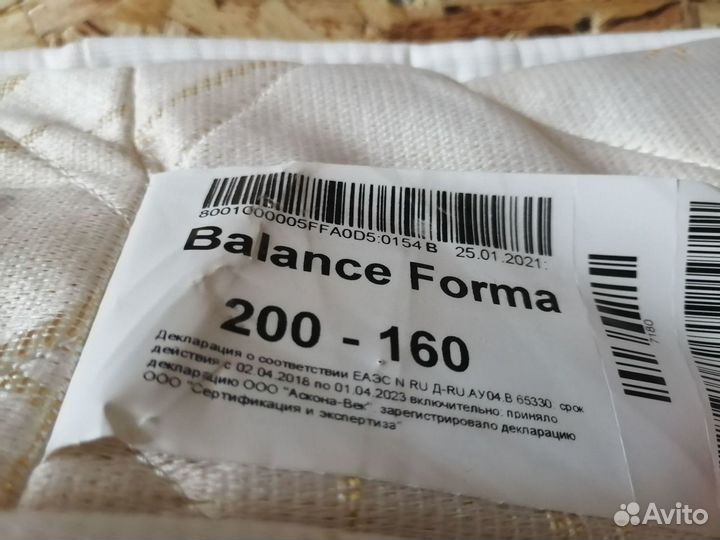 8001000005FFA0D5:0154 B 25.01.2021:
Balance Forma
200 - 160
Декларация о соответствии ЕАЭС N RU Д-RU.АУ04.В 65330. срок
действия с 02.04.2018 по 01.04.2023 включительно: приняло
декларацию ООО "Аскона-Век" зарегистрировало декларацию
ООО "Сертификация и экспертиза"
7180
Avito